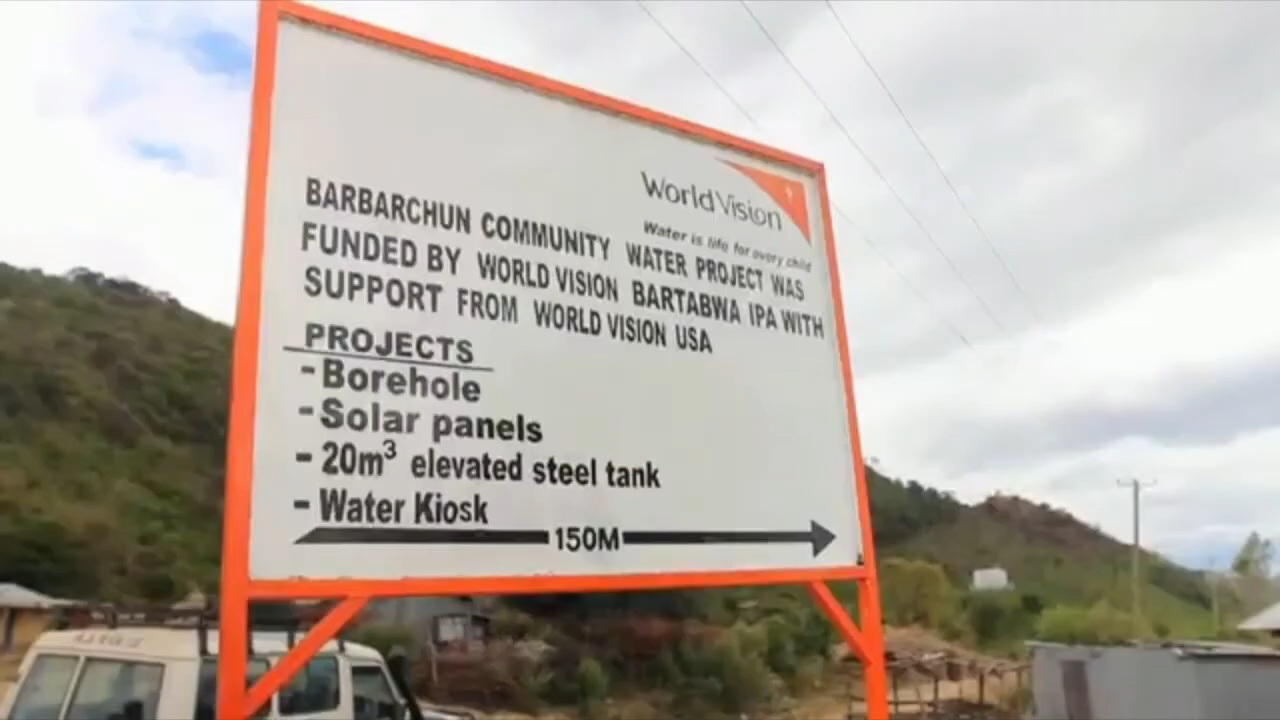 World Vision
Water is life for every child
BARBARCHUN COMMUNITY WATER PROJECT WAS
FUNDED BY WORLD VISION BARTABWA IPA WITH
SUPPORT FROM WORLD VISION USA
PROJECTS
- Borehole
- Solar panels
- 20m³ elevated steel tank
- Water Kiosk
150M